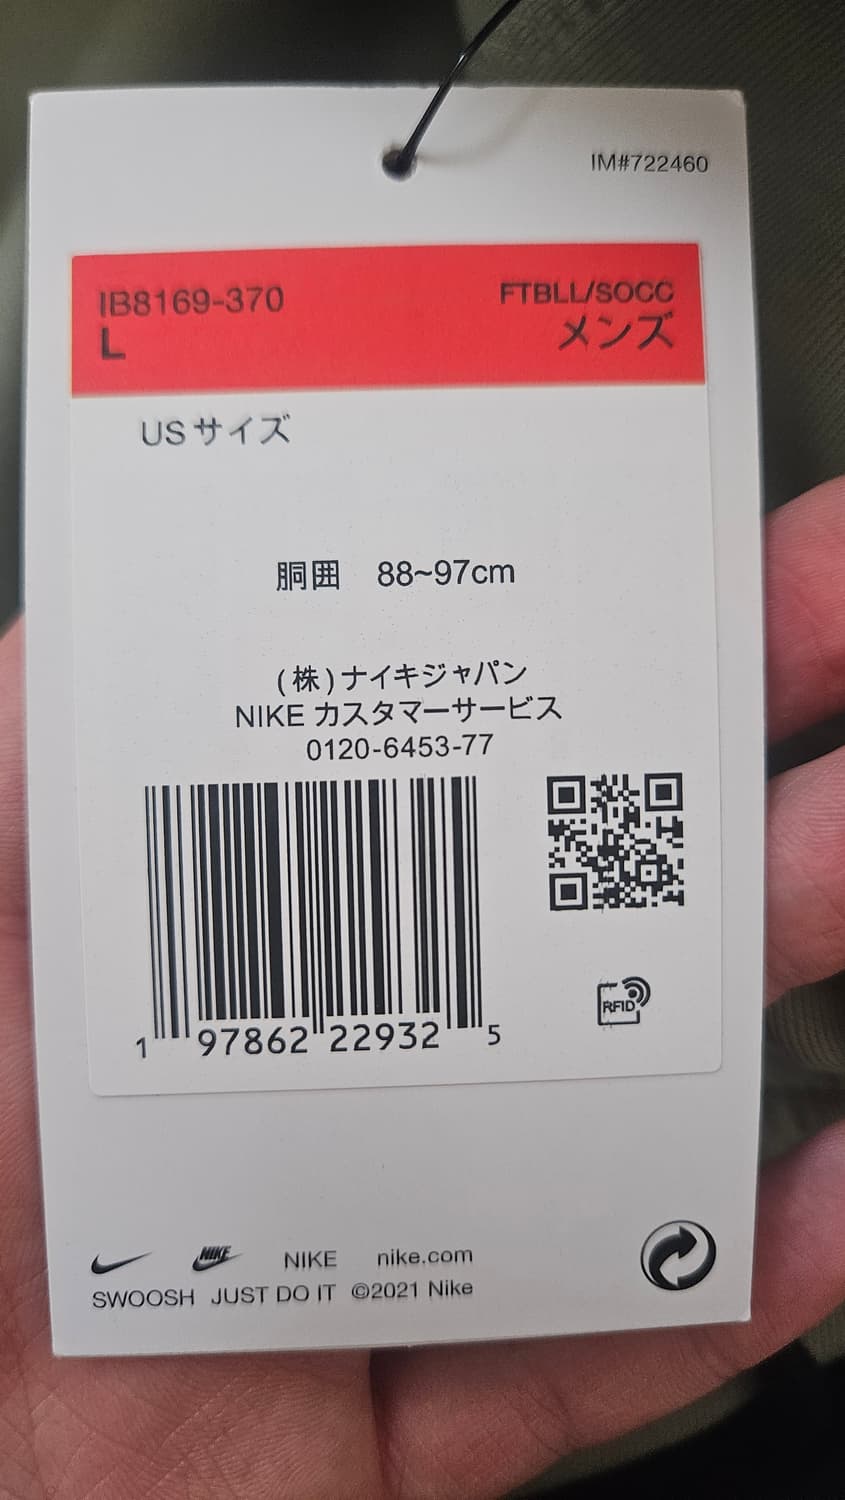 IM#722460
IB8169-370 FTBLL/SOCC
L メンズ
USサイズ
胴囲 88~97cm
(株)ナイキジャパン
NIKE カスタマーサービス
0120-6453-77
1 97862 22932 5
RFID
NIKE NIKE nike.com
SWOOSH JUST DO IT ©2021 Nike